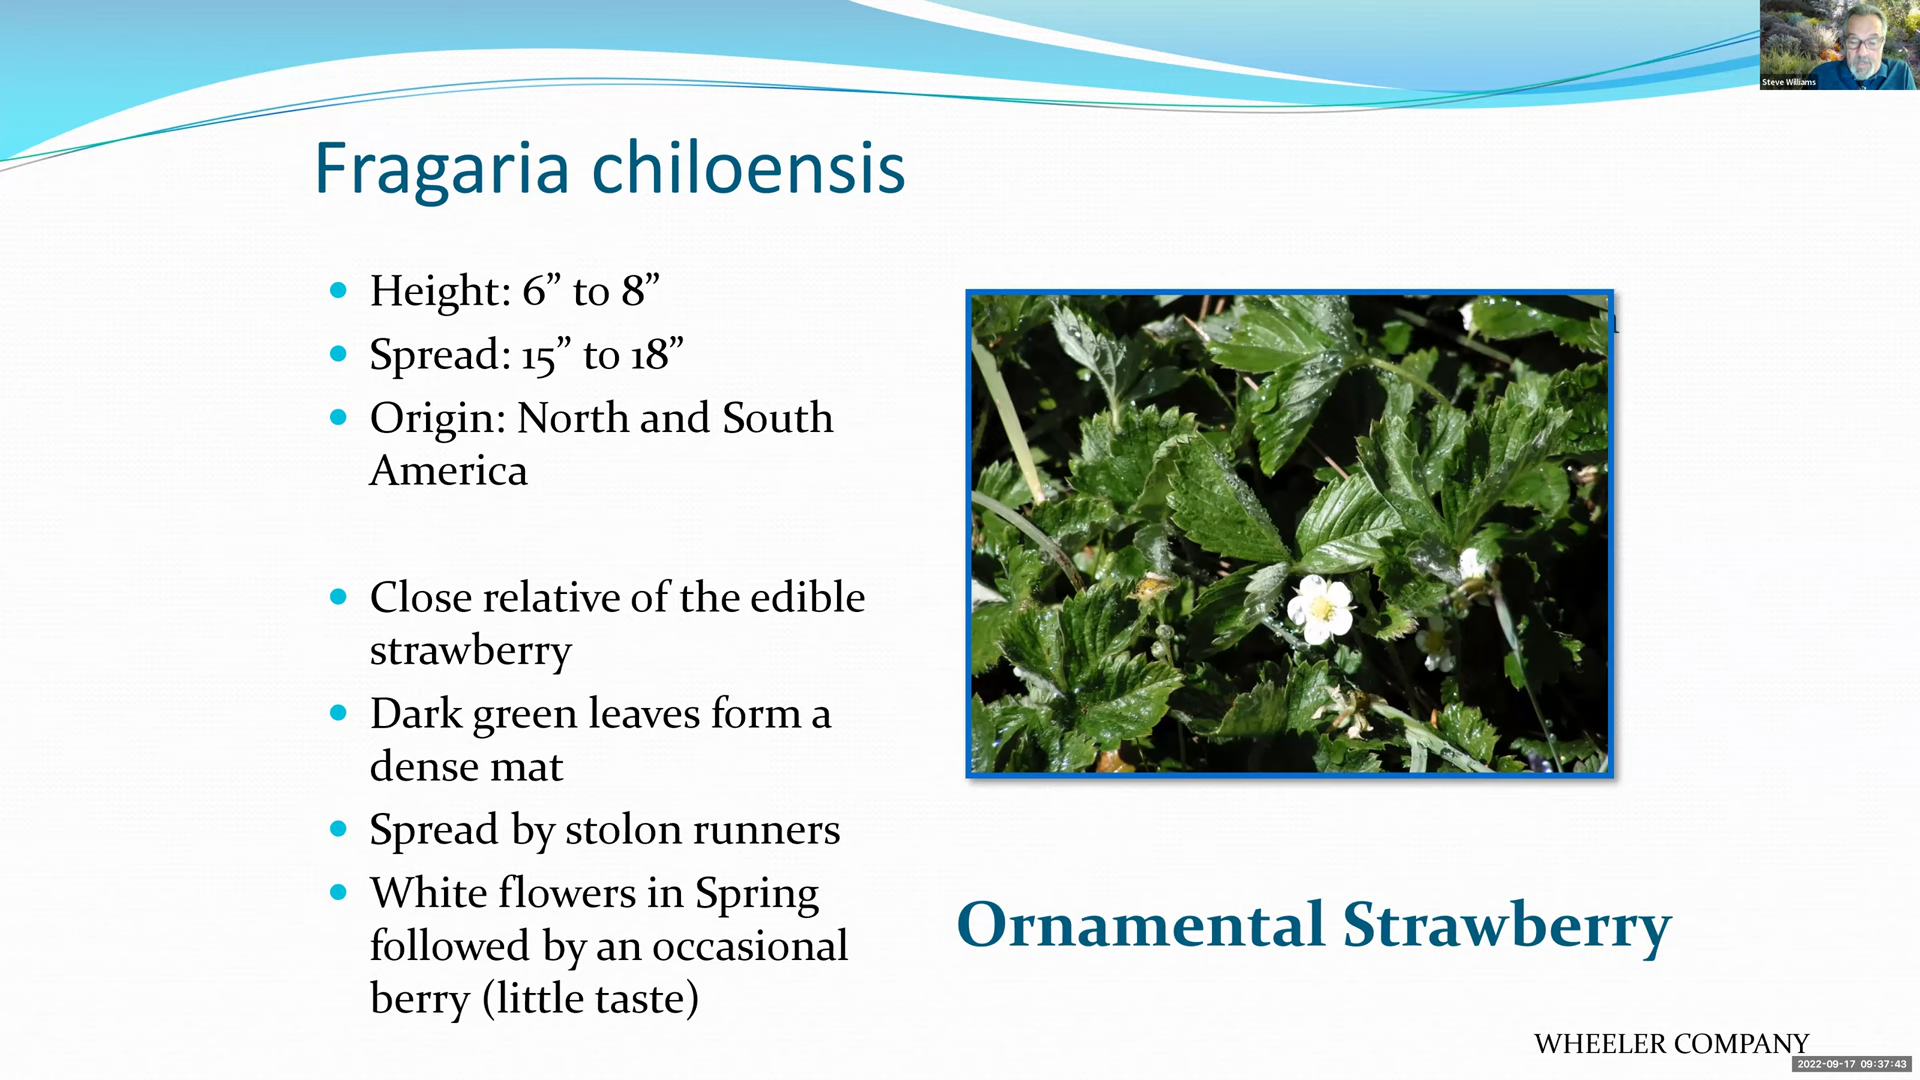 Steve Williams
Fragaria chiloensis
Height: 6” to 8”
Spread: 15” to 18”
Origin: North and South
America
Close relative of the edible
strawberry
Dark green leaves form a
dense mat
Spread by stolon runners
White flowers in Spring
followed by an occasional
berry (little taste)
Ornamental Strawberry
WHEELER COMPANY
2022-09-17 09:37:43